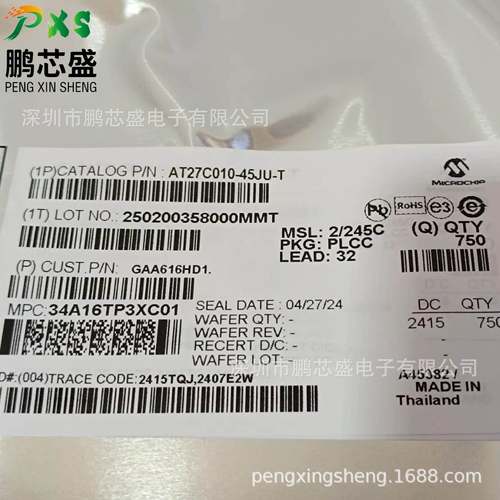 PXS
鹏芯盛
PENG XIN SHENG
深圳市鹏芯盛电子有限公司
(1P)CATALOG P/N: AT27C010-45JU-T
MICROCHIP
(1T) LOT NO.: 250200358000MMT
Pb RoHS e3
MSL: 2/245C
PKG: PLCC
LEAD: 32
(Q) QTY
750
(P) CUST.P/N: GAA616HD1.
MPC:34A16TP3XC01
SEAL DATE: 04/27/24
WAFER QTY: -
WAFER REV: -
RECERT D/C: -
WAFER LOT: -
DC QTY
2415 750
深圳市鹏芯盛电子有限公司
D#:(004)TRACE CODE: 2415TQJ,2407E2W
MADE IN
Thailand
pengxingsheng.1688.com